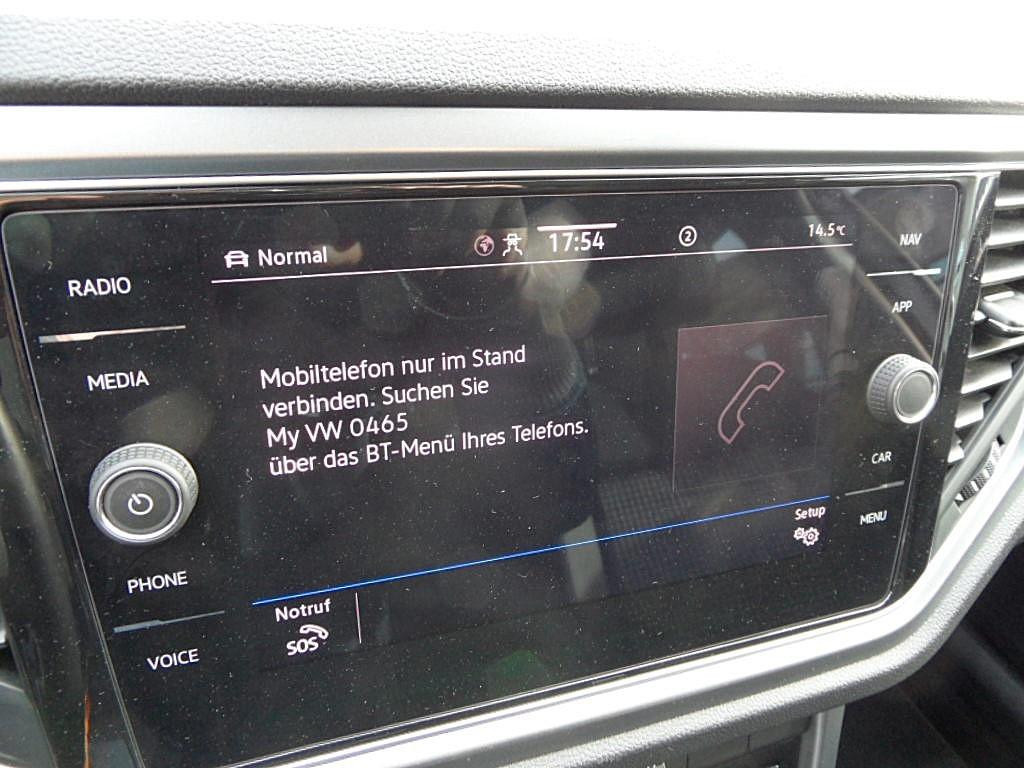 Normal
17:54
2
14.5°C
NAV
RADIO
APP
MEDIA
Mobiltelefon nur im Stand
verbinden. Suchen Sie
My VW 0465
über das BT-Menü Ihres Telefons.
CAR
Setup
MENU
PHONE
Notruf
SOS
VOICE